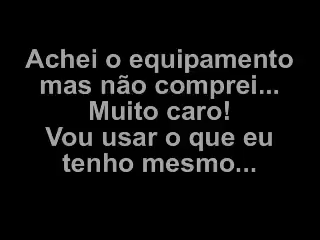 Achei o equipamento
mas não comprei...
Muito caro!
Vou usar o que eu
tenho mesmo...